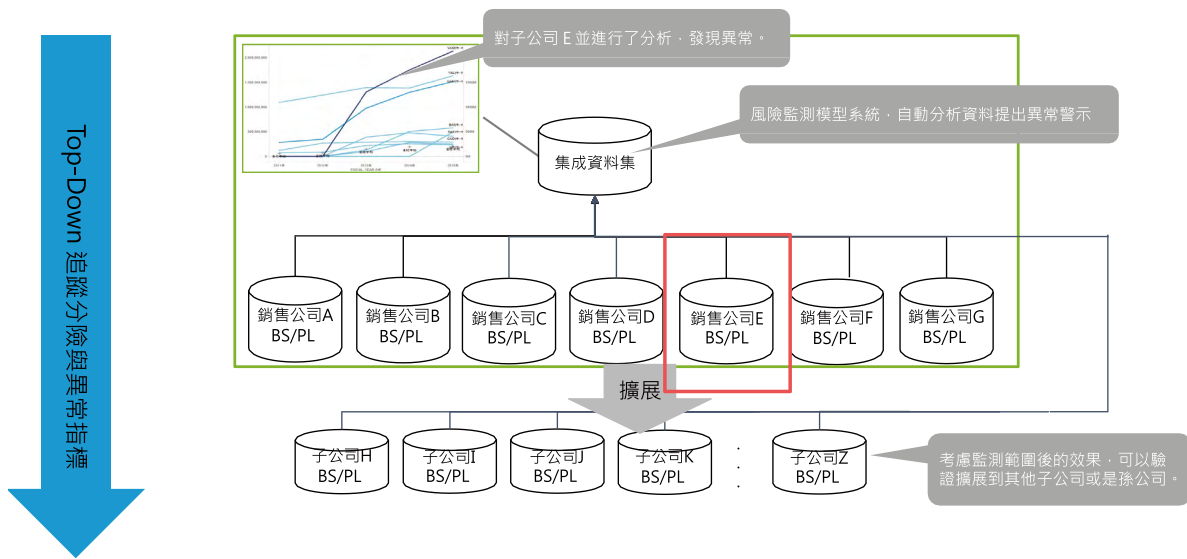 Top-Down 追蹤分險與異常指標
對子公司E並進行了分析，發現異常。
風險監測模型系統，自動分析資料提出異常警示
集成資料集
銷售公司A
BS/PL
銷售公司B
BS/PL
銷售公司C
BS/PL
銷售公司D
BS/PL
銷售公司E
BS/PL
銷售公司F
BS/PL
銷售公司G
BS/PL
擴展
子公司H
BS/PL
子公司I
BS/PL
子公司J
BS/PL
子公司K
BS/PL
子公司Z
BS/PL
考慮監測範圍後的效果，可以驗
證擴展到其他子公司或是孫公司。